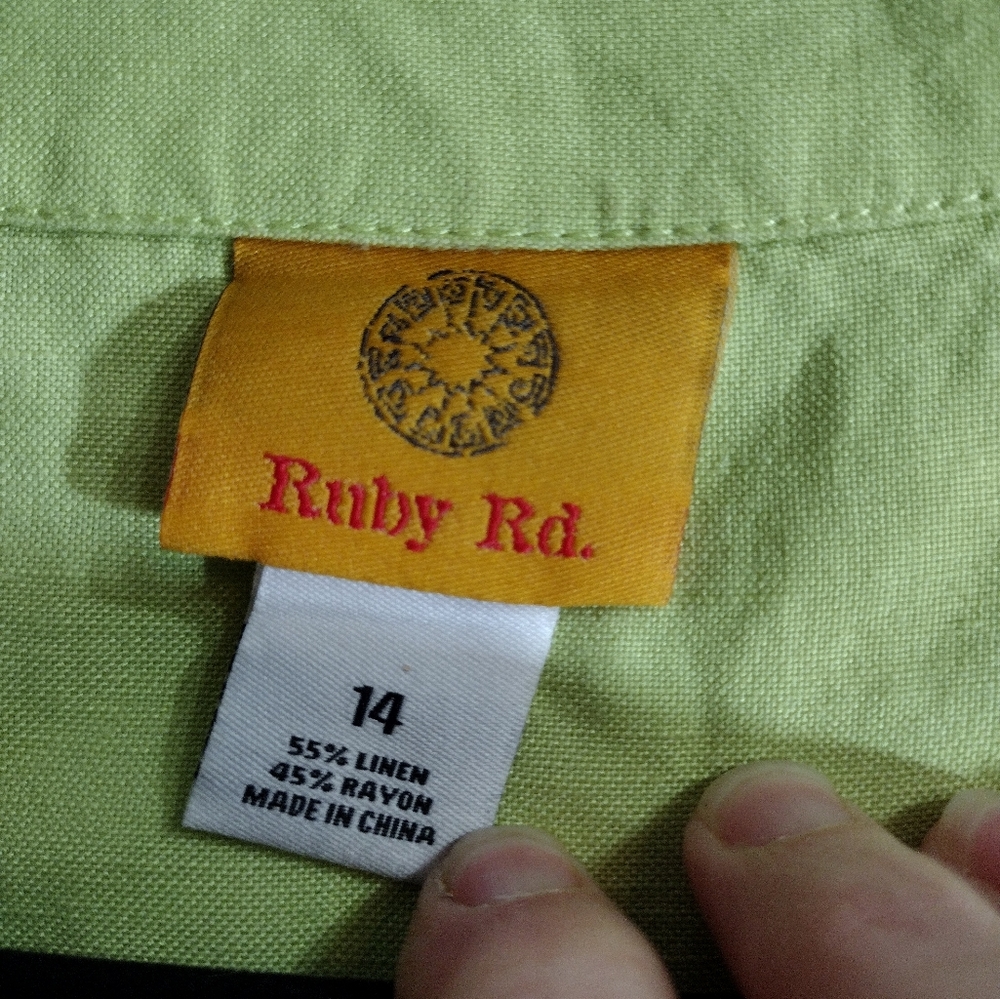 Ruby Rd.
14
55% LINEN
45% RAYON
MADE IN CHINA